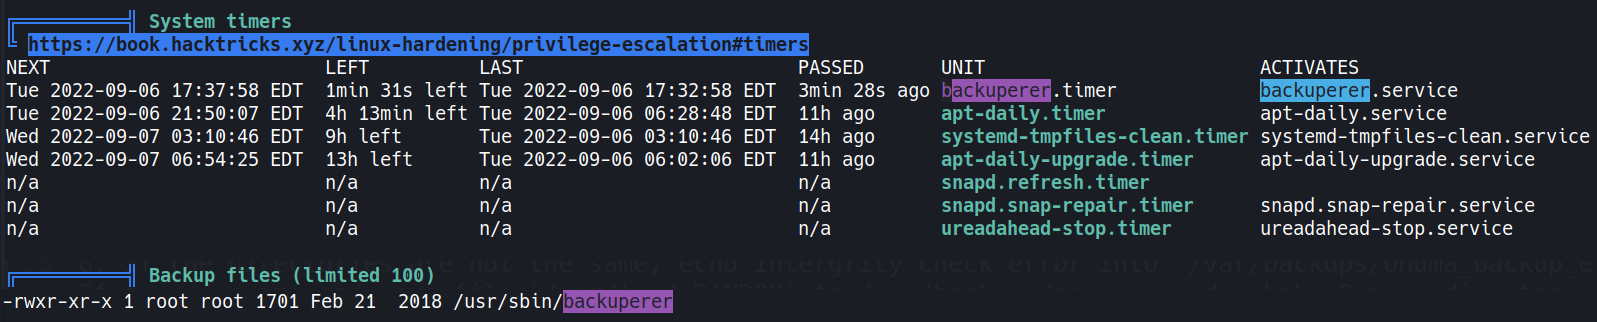 System timers
https://book.hacktricks.xyz/linux-hardening/privilege-escalation#timers
NEXT LEFT LAST PASSED UNIT ACTIVATES
Tue 2022-09-06 17:37:58 EDT 1min 31s left Tue 2022-09-06 17:32:58 EDT 3min 28s ago backuperer.timer backuperer.service
Tue 2022-09-06 21:50:07 EDT 4h 13min left Tue 2022-09-06 06:28:48 EDT 11h ago apt-daily.timer apt-daily.service
Wed 2022-09-07 03:10:46 EDT 9h left Tue 2022-09-06 03:10:46 EDT 14h ago systemd-tmpfiles-clean.timer systemd-tmpfiles-clean.service
Wed 2022-09-07 06:54:25 EDT 13h left Tue 2022-09-06 06:02:06 EDT 11h ago apt-daily-upgrade.timer apt-daily-upgrade.service
n/a n/a n/a n/a snapd.refresh.timer
n/a n/a n/a n/a snapd.snap-repair.timer snapd.snap-repair.service
n/a n/a n/a n/a ureadahead-stop.timer ureadahead-stop.service
Backup files (limited 100)
-rwxr-xr-x 1 root root 1701 Feb 21  2018 /usr/sbin/backuperer